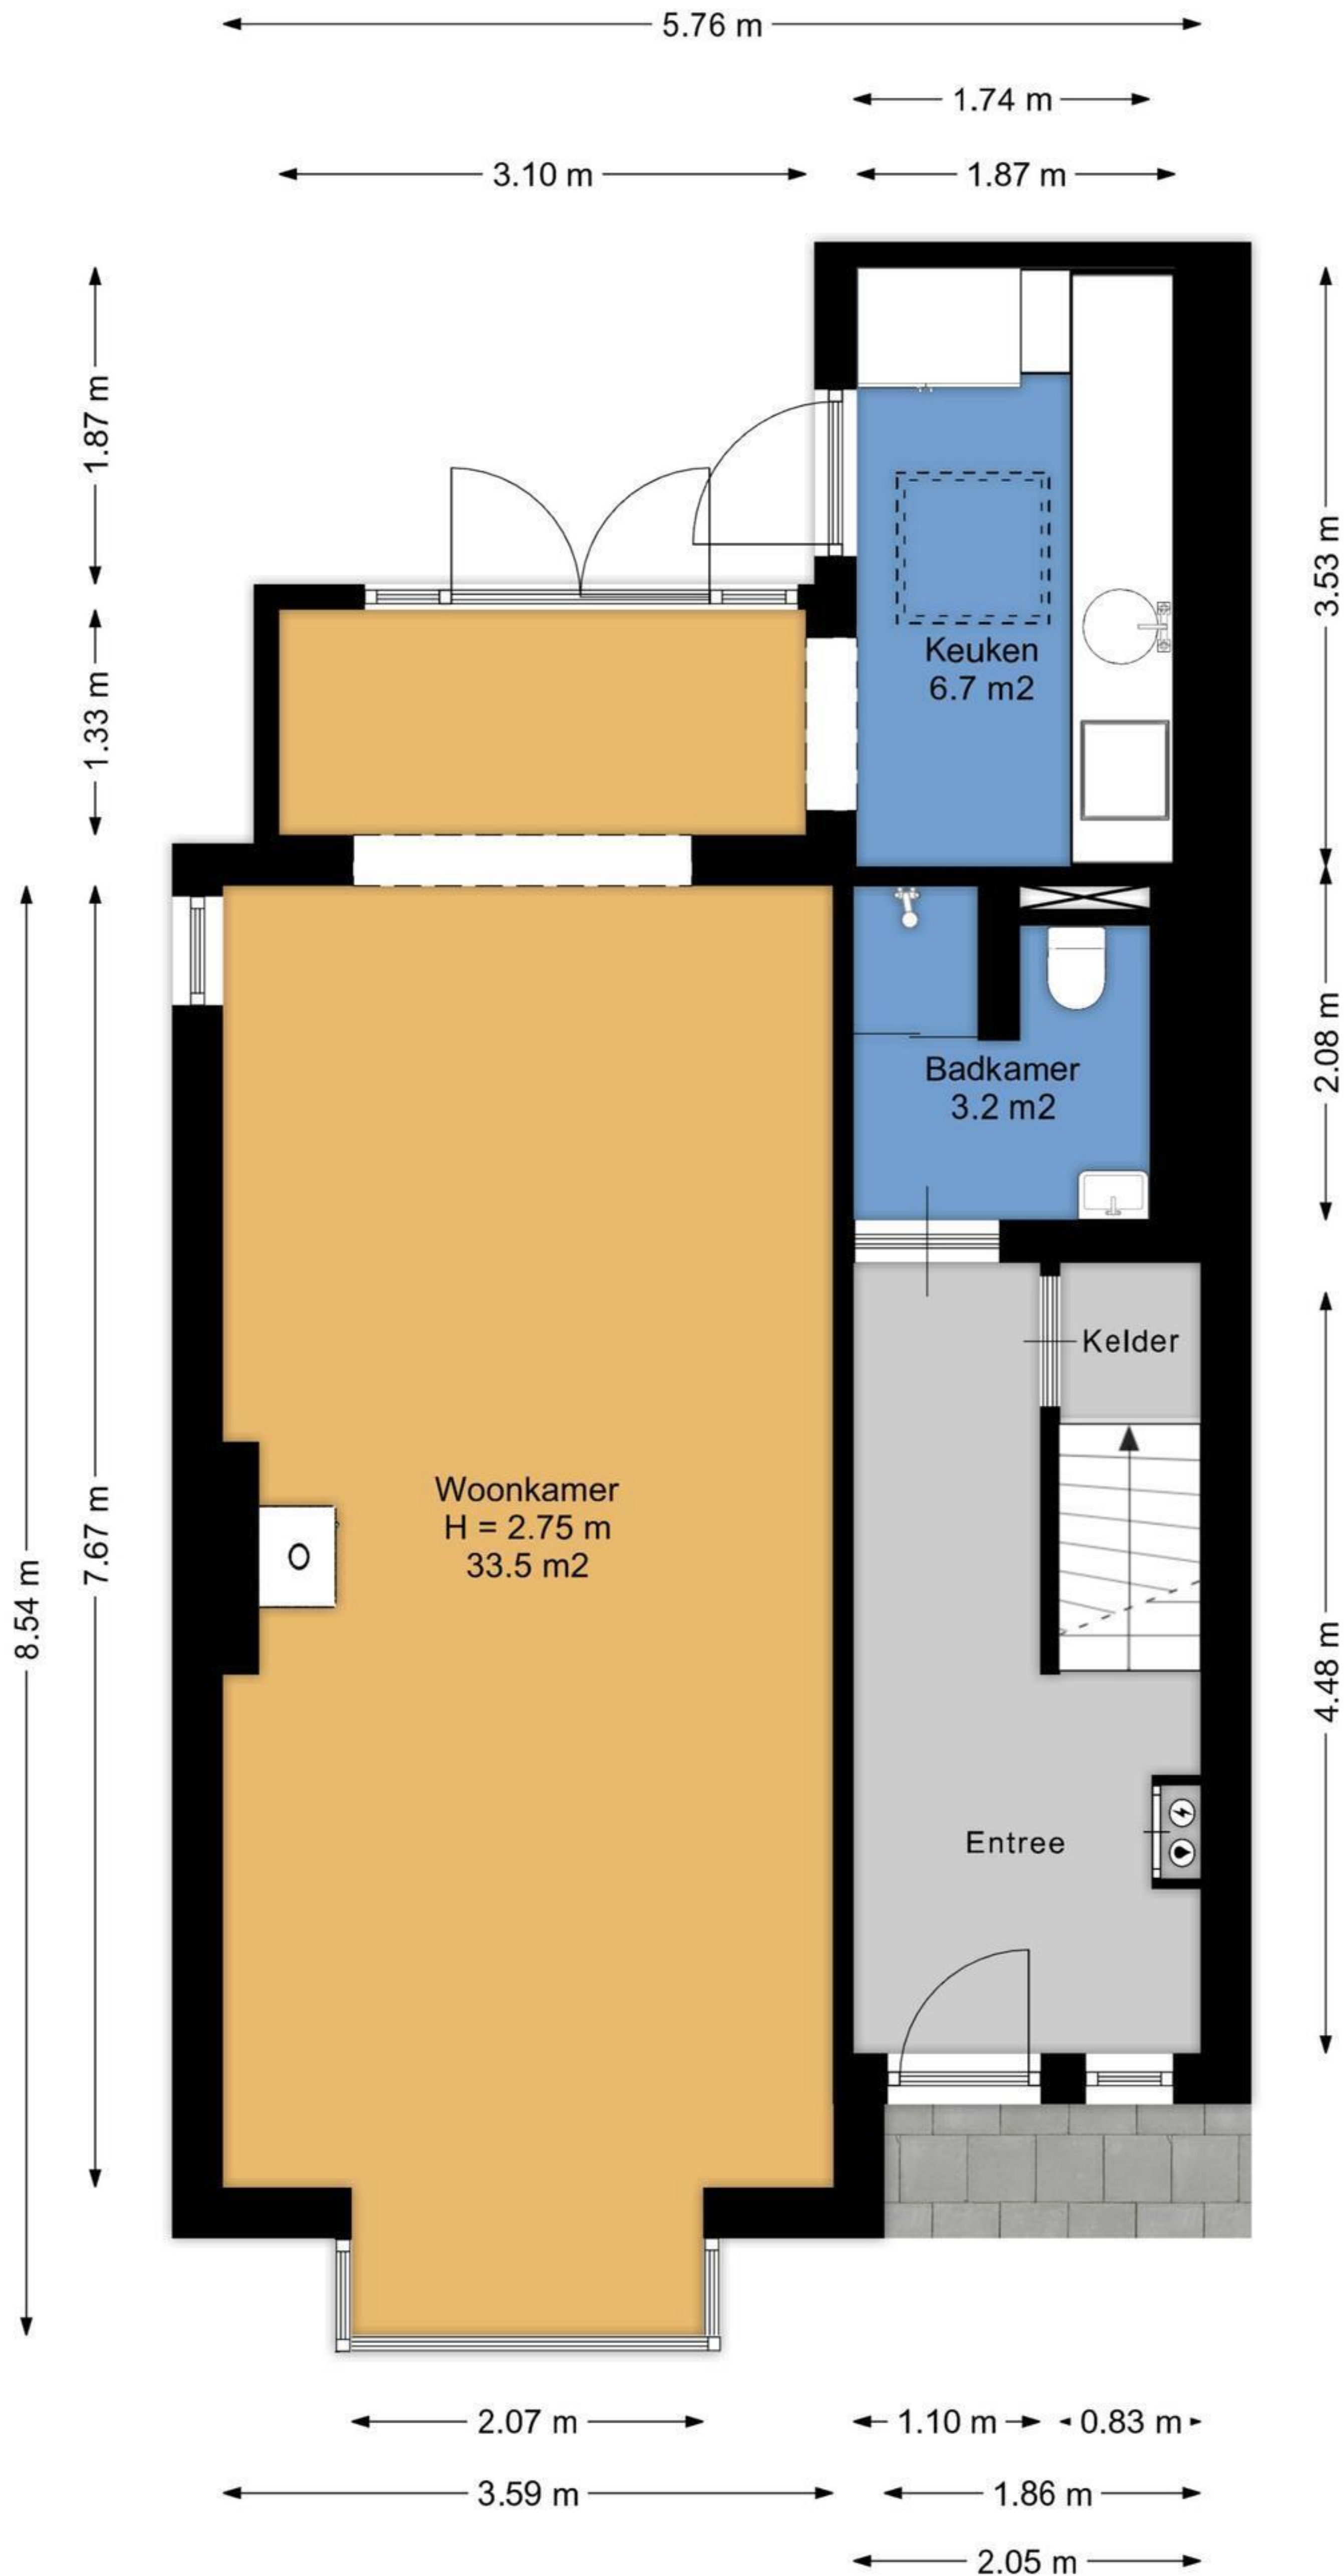 5.76 m
1.74 m
3.10 m
1.87 m
1.87 m
3.53 m
Keuken
6.7 m2
1.33 m
2.08 m
Badkamer
3.2 m2
Kelder
Woonkamer
H = 2.75 m
33.5 m2
7.67 m
8.54 m
4.48 m
Entree
2.07 m
1.10 m
0.83 m
3.59 m
1.86 m
2.05 m